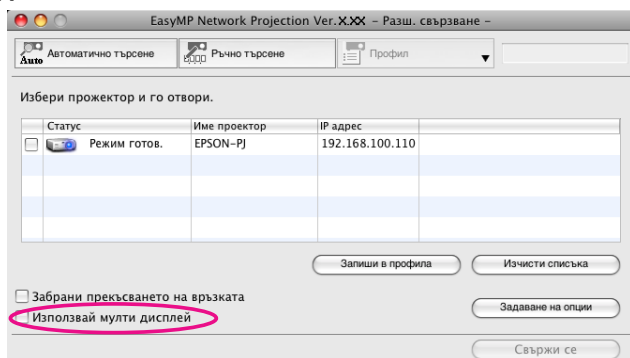 EasyMP Network Projection Ver.X.XX – Разш. свързване –
Auto Автоматично търсене Ръчно търсене Профил
Избери прожектор и го отвори.
Статус Име проектор IP адрес
Режим готов. EPSON-PJ 192.168.100.110
Запиши в профила Изчисти списъка
Забрани прекъсването на връзката
Задаване на опции
Използвай мулти дисплей
Свържи се